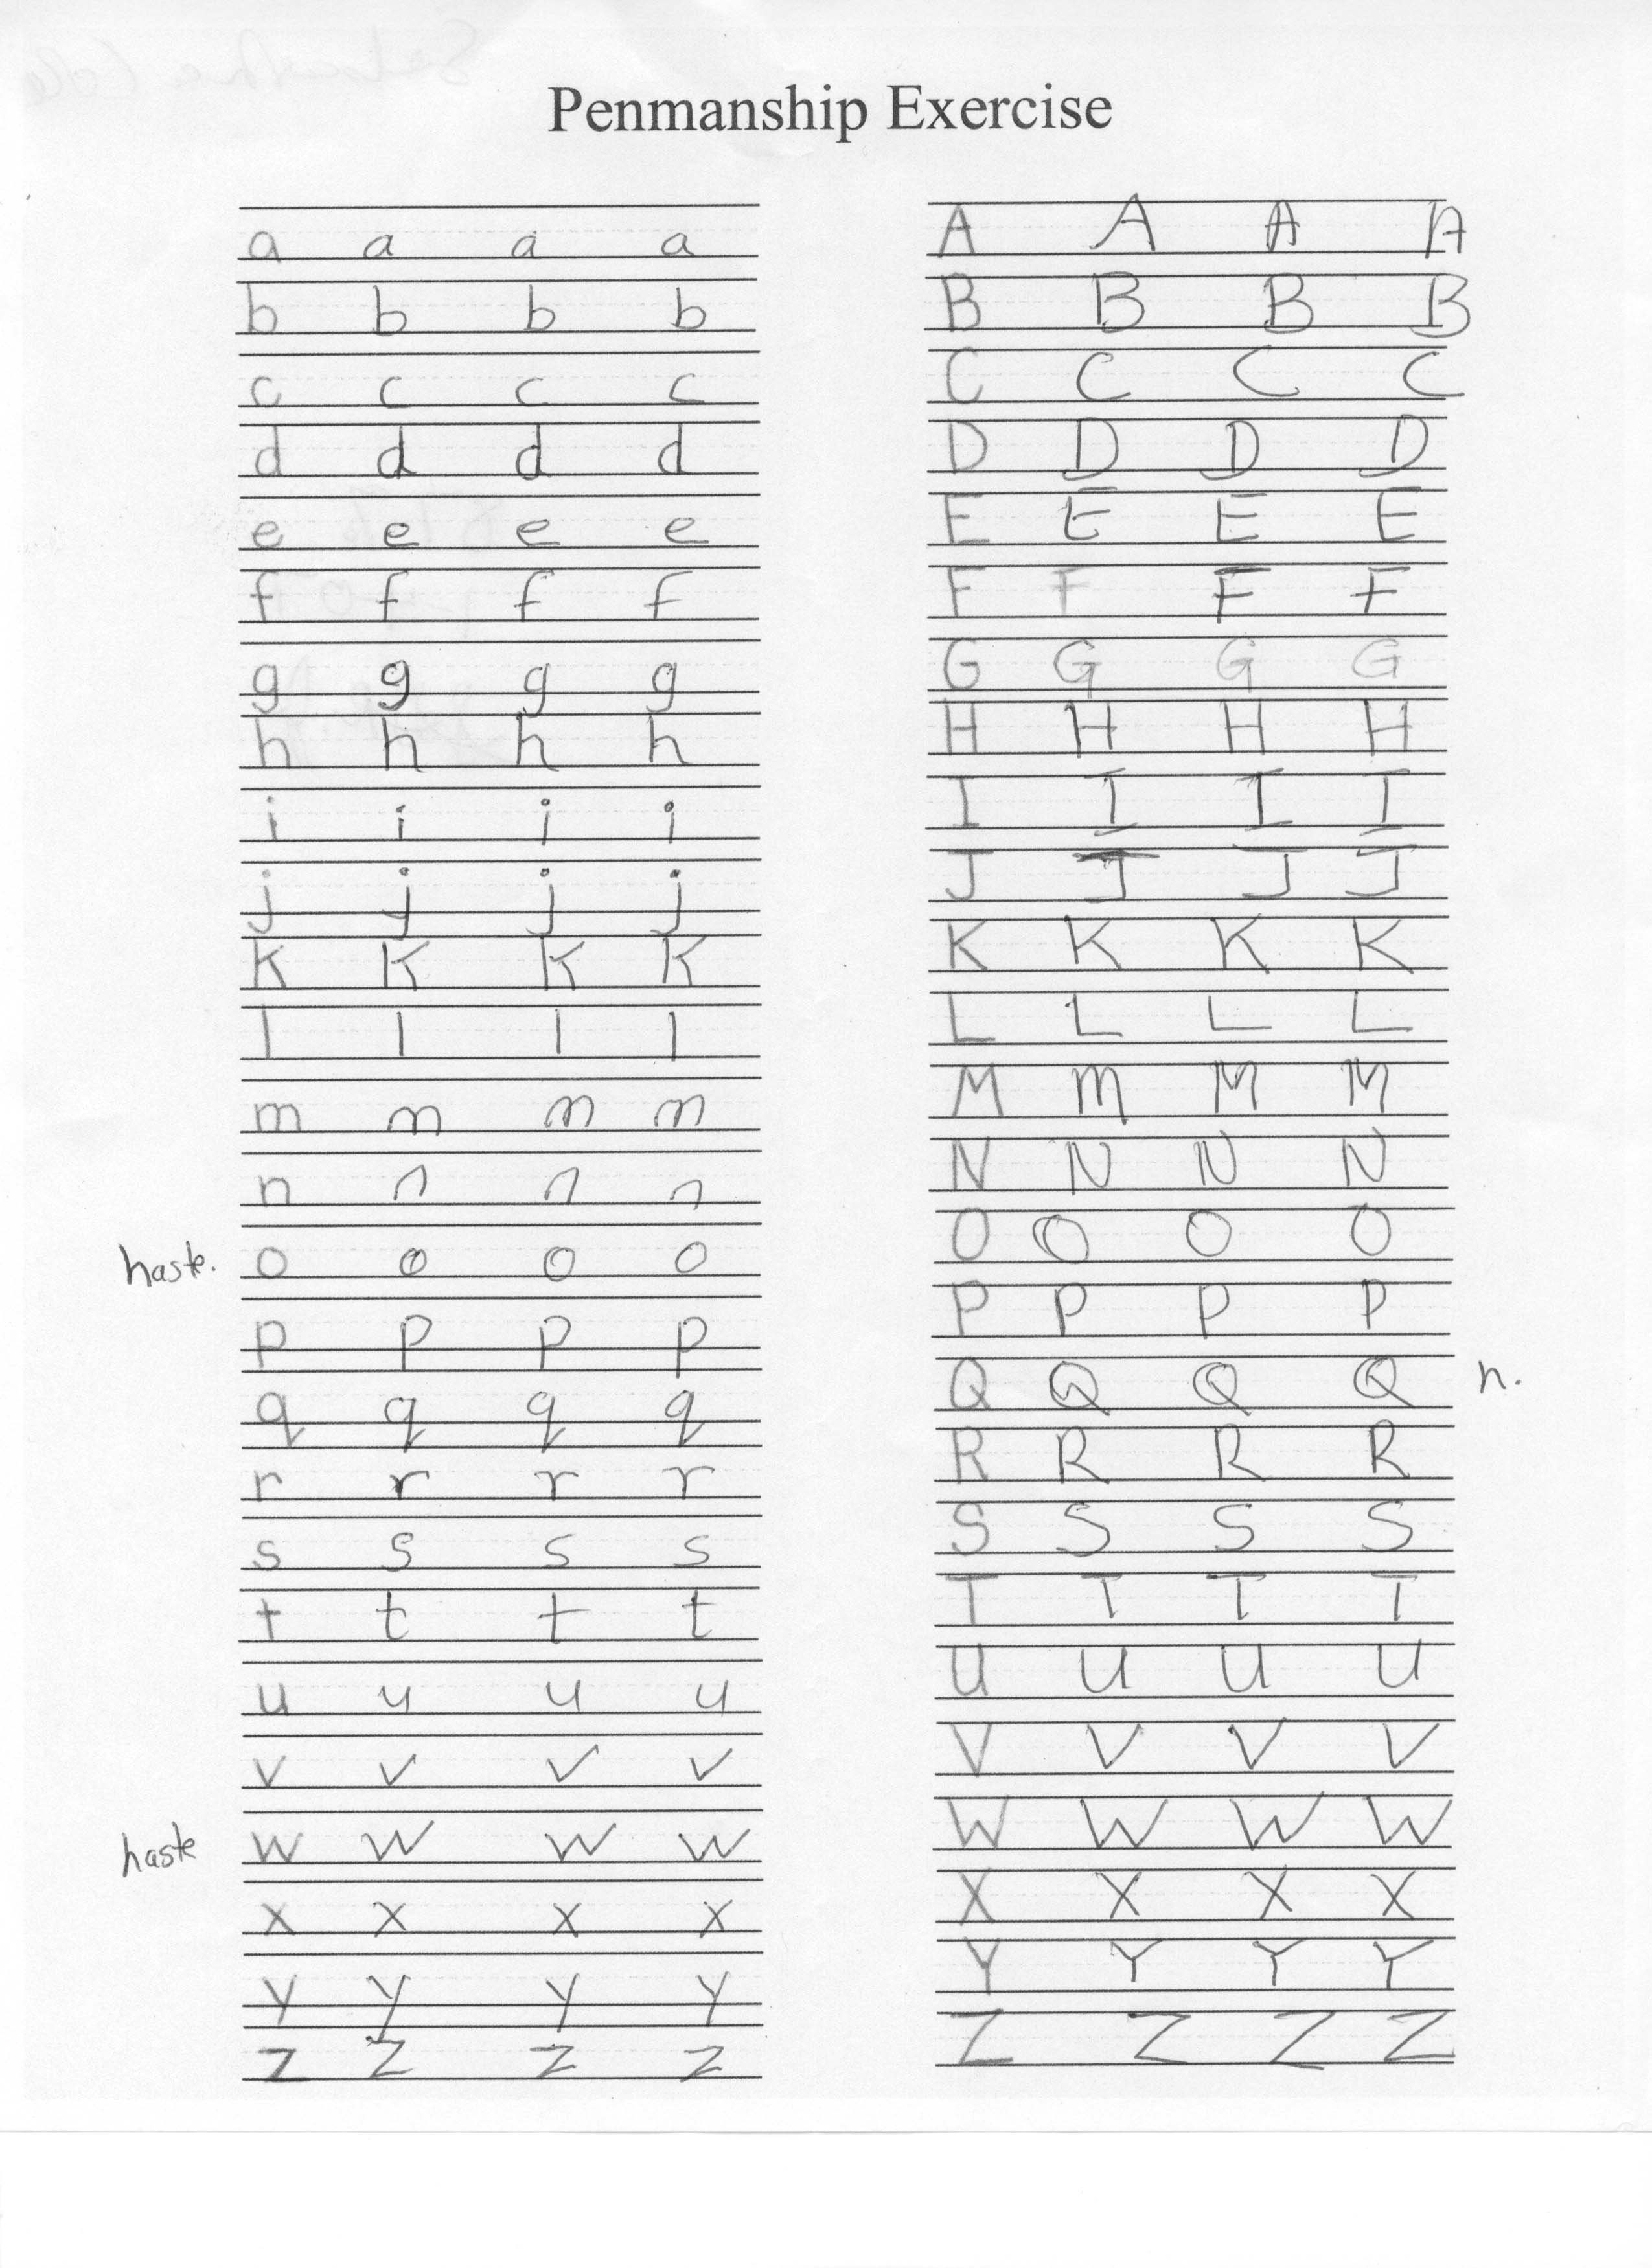 Penmanship Exercise
a a a a
b b b b
c c c c
d d d d
e e e e
f f f f
g g g g
h h h h
i i i i
j j j j
k k k k
l l l l
m m m m
n n n n
haste. o o o o
p p p p
q q q q
r r r r
s s s s
t t t t
u u u u
v v v v
haste w w w w
x x x x
y y y y
z z z z
A A A A
B B B B
C C C C
D D D D
E E E E
F F F F
G G G G
H H H H
I I I I
J J J J
K K K K
L L L L
M M M M
N N N N
O O O O
P P P P
Q Q Q Q h.
R R R R
S S S S
T T T T
U U U U
V V V V
W W W W
X X X X
Y Y Y Y
Z Z Z Z